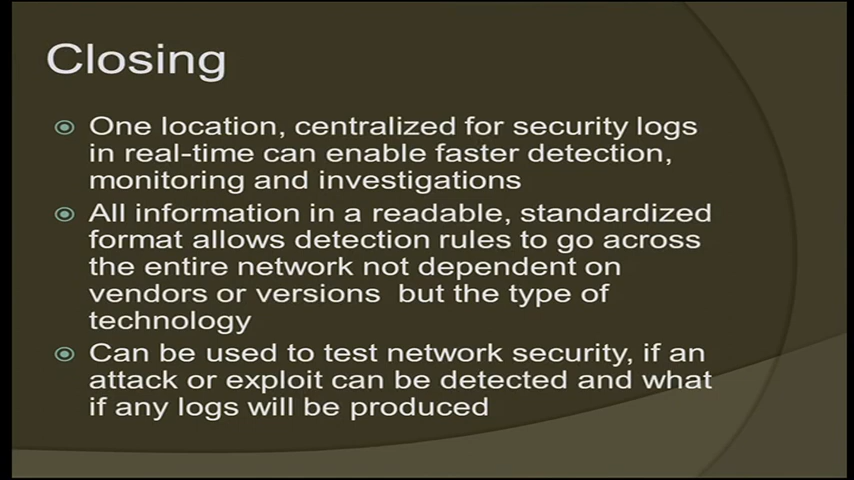 Closing
One location, centralized for security logs
in real-time can enable faster detection,
monitoring and investigations
All information in a readable, standardized
format allows detection rules to go across
the entire network not dependent on
vendors or versions  but the type of
technology
Can be used to test network security, if an
attack or exploit can be detected and what
if any logs will be produced